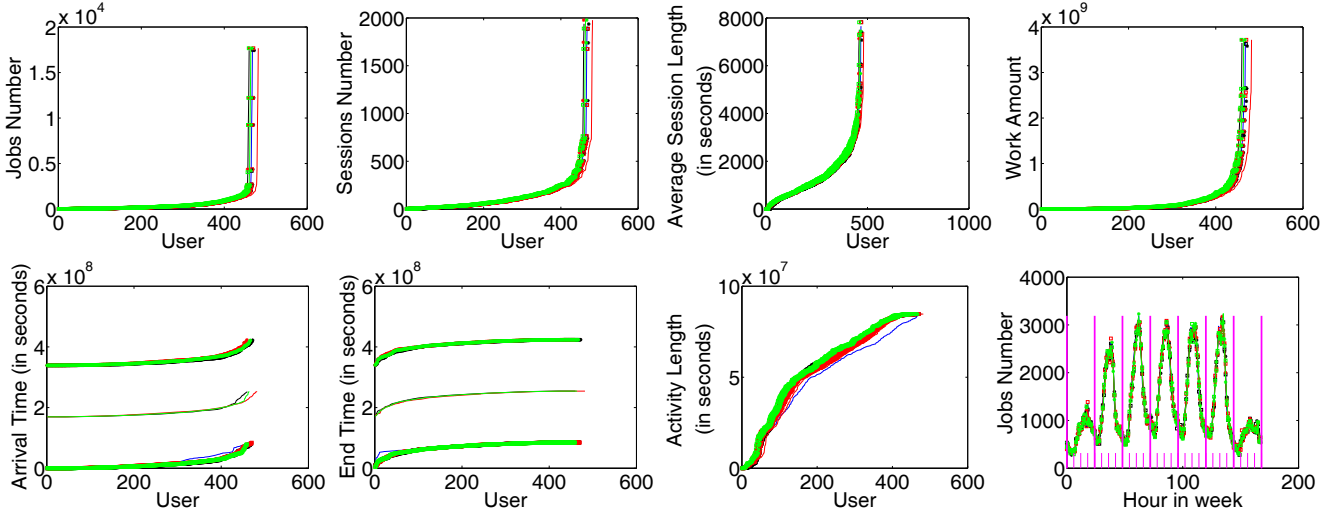 x 10^4
2
1.5
1
0.5
0
0 200 400 600
Jobs Number
User
2000
1500
1000
500
0
0 200 400 600
Sessions Number
User
8000
6000
4000
2000
0
0 500 1000
Average Session Length
(in seconds)
User
x 10^9
4
3
2
1
0
0 200 400 600
Work Amount
User
6 x 10^8
4
2
0
0 200 400 600
Arrival Time (in seconds)
User
6 x 10^8
4
2
0
0 200 400 600
End Time (in seconds)
User
x 10^7
10
5
0
0 200 400 600
Activity Length
(in seconds)
User
4000
3000
2000
1000
0
0 100 200
Jobs Number
Hour in week